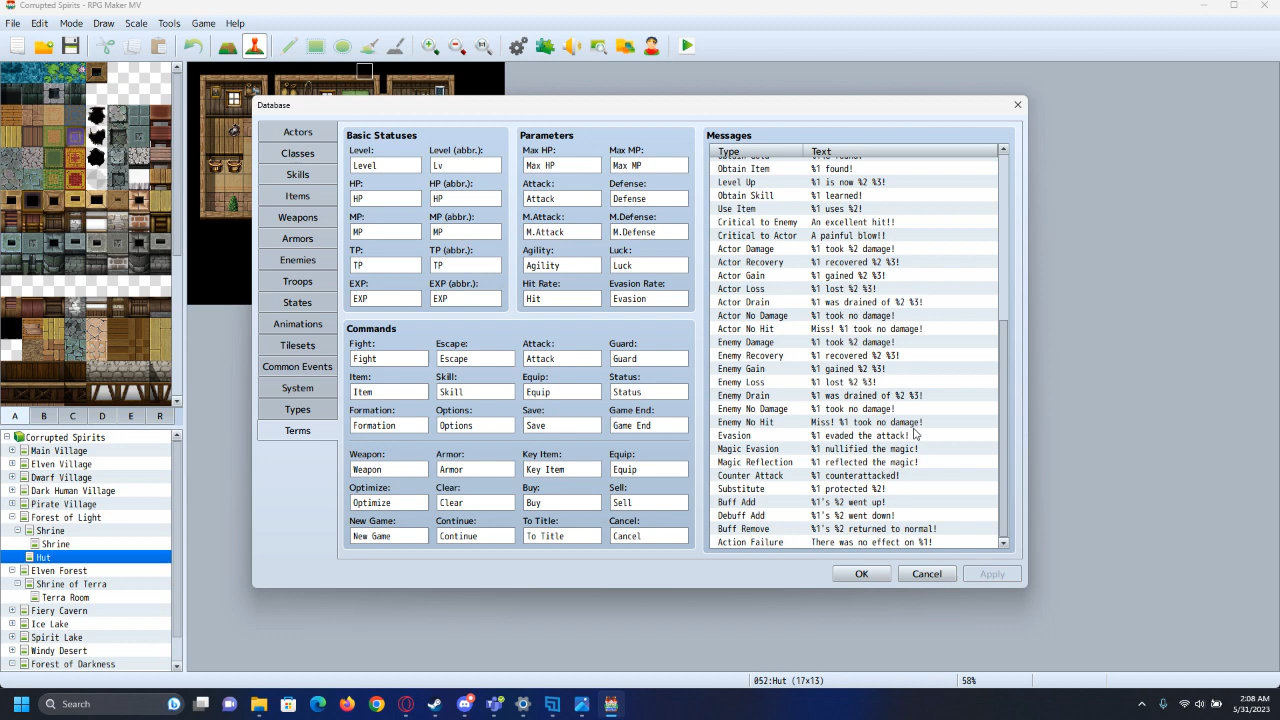 Corrupted Spirits - RPG Maker MV
File Edit Mode Draw Scale Tools Game Help
1:1
Database
Actors
Classes
Skills
Items
Weapons
Armors
Enemies
Troops
States
Animations
Tilesets
Common Events
System
Types
Terms
Basic Statuses
Level: Level (abbr.):
Level Lv
HP: HP (abbr.):
HP HP
MP: MP (abbr.):
MP MP
TP: TP (abbr.):
TP TP
EXP: EXP (abbr.):
EXP EXP
Parameters
Max HP: Max MP:
Max HP Max MP
Attack: Defense:
Attack Defense
M.Attack: M.Defense:
M.Attack M.Defense
Agility: Luck:
Agility Luck
Hit Rate: Evasion Rate:
Hit Evasion
Commands
Fight: Escape: Attack: Guard:
Fight Escape Attack Guard
Item: Skill: Equip: Status:
Item Skill Equip Status
Formation: Options: Save: Game End:
Formation Options Save Game End
Weapon: Armor: Key Item: Equip:
Weapon Armor Key Item Equip
Optimize: Clear: Buy: Sell:
Optimize Clear Buy Sell
New Game: Continue: To Title: Cancel:
New Game Continue To Title Cancel
Messages
Type Text
Obtain Item %1 found!
Level Up %1 is now %2 %3!
Obtain Skill %1 learned!
Use Item %1 uses %2!
Critical to Enemy An excellent hit!!
Critical to Actor A painful blow!!
Actor Damage %1 took %2 damage!
Actor Recovery %1 recovered %2 %3!
Actor Gain %1 gained %2 %3!
Actor Loss %1 lost %2 %3!
Actor Drain %1 was drained of %2 %3!
Actor No Damage %1 took no damage!
Actor No Hit Miss! %1 took no damage!
Enemy Damage %1 took %2 damage!
Enemy Recovery %1 recovered %2 %3!
Enemy Gain %1 gained %2 %3!
Enemy Loss %1 lost %2 %3!
Enemy Drain %1 was drained of %2 %3!
Enemy No Damage %1 took no damage!
Enemy No Hit Miss! %1 took no damage!
Evasion %1 evaded the attack!
Magic Evasion %1 nullified the magic!
Magic Reflection %1 reflected the magic!
Counter Attack %1 counterattacked!
Substitute %1 protected %2!
Buff Add %1's %2 went up!
Debuff Add %1's %2 went down!
Buff Remove %1's %2 returned to normal!
Action Failure There was no effect on %1!
OK Cancel Apply
A B C D E R
Corrupted Spirits
Main Village
Elven Village
Dwarf Village
Dark Human Village
Pirate Village
Forest of Light
Shrine
Shrine
Hut
Elven Forest
Shrine of Terra
Terra Room
Fiery Cavern
Ice Lake
Spirit Lake
Windy Desert
Forest of Darkness
052:Hut (17×13) 58%
Search
2:08 AM
5/31/2023